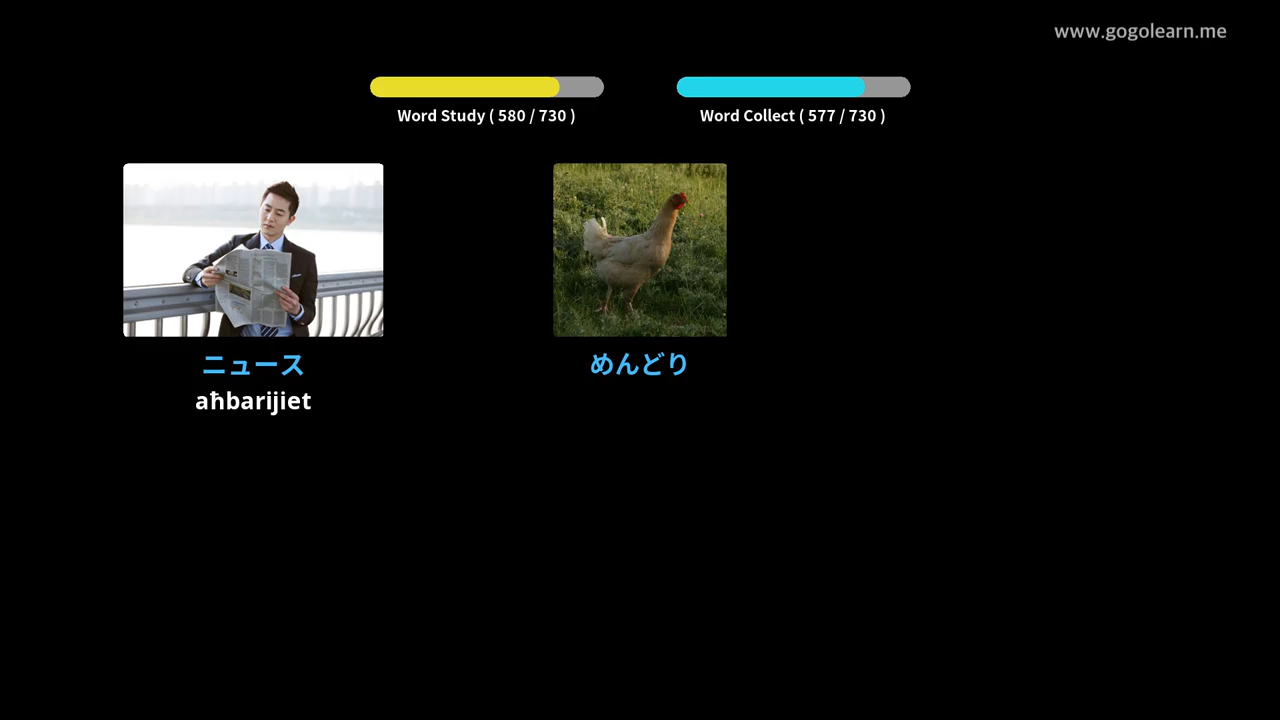 www.gogolearn.me
Word Study ( 580 / 730 )
Word Collect ( 577 / 730 )
ニュース
aħbarijiet
めんどり